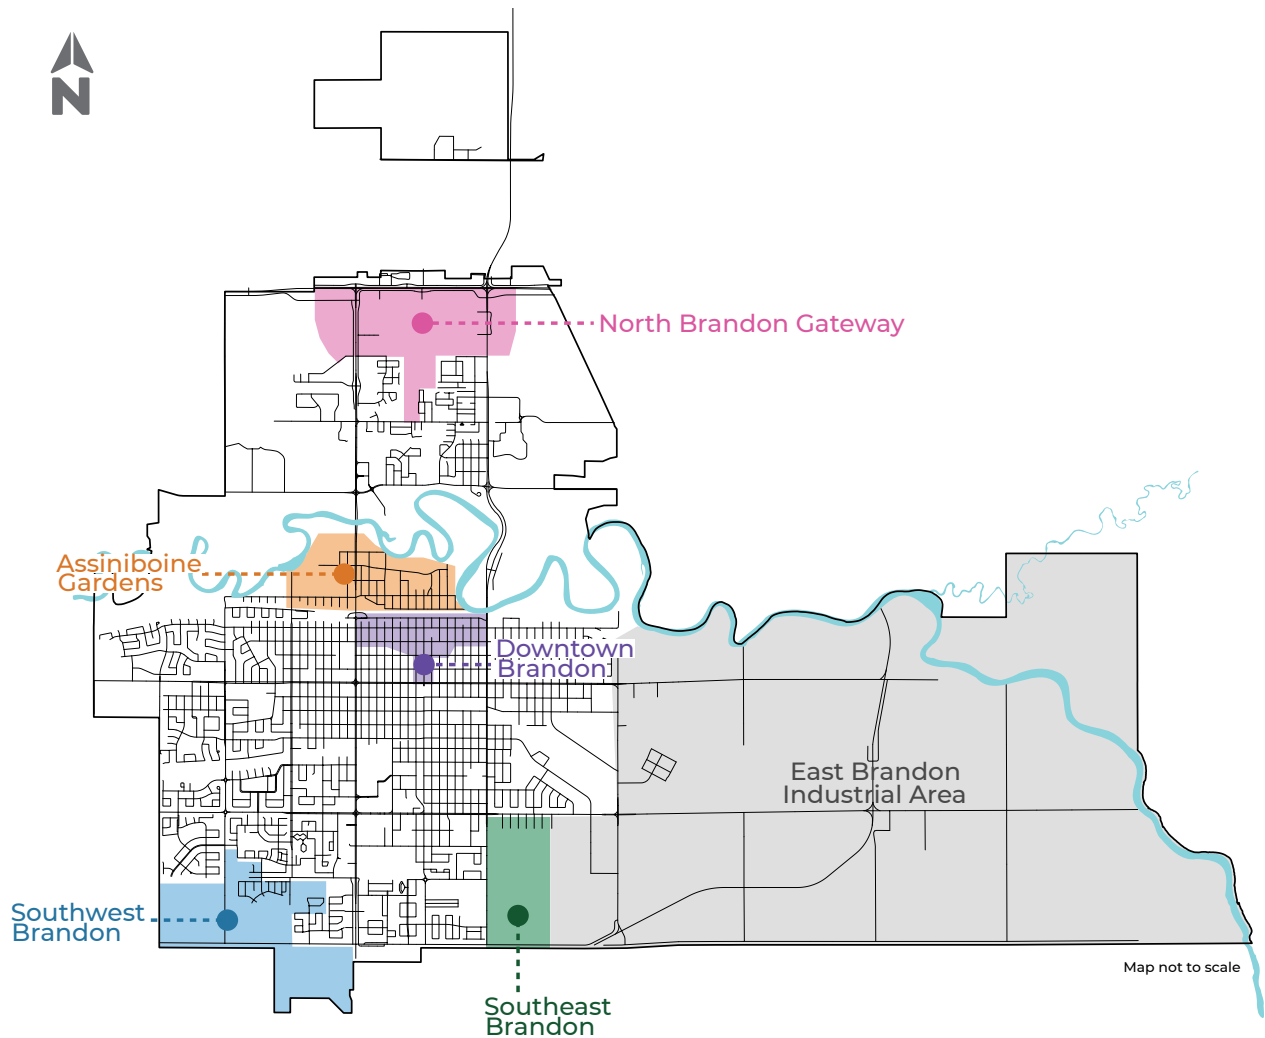 N
North Brandon Gateway
Assiniboine
Gardens
Downtown
Brandon
East Brandon
Industrial Area
Southwest
Brandon
Map not to scale
Southeast
Brandon